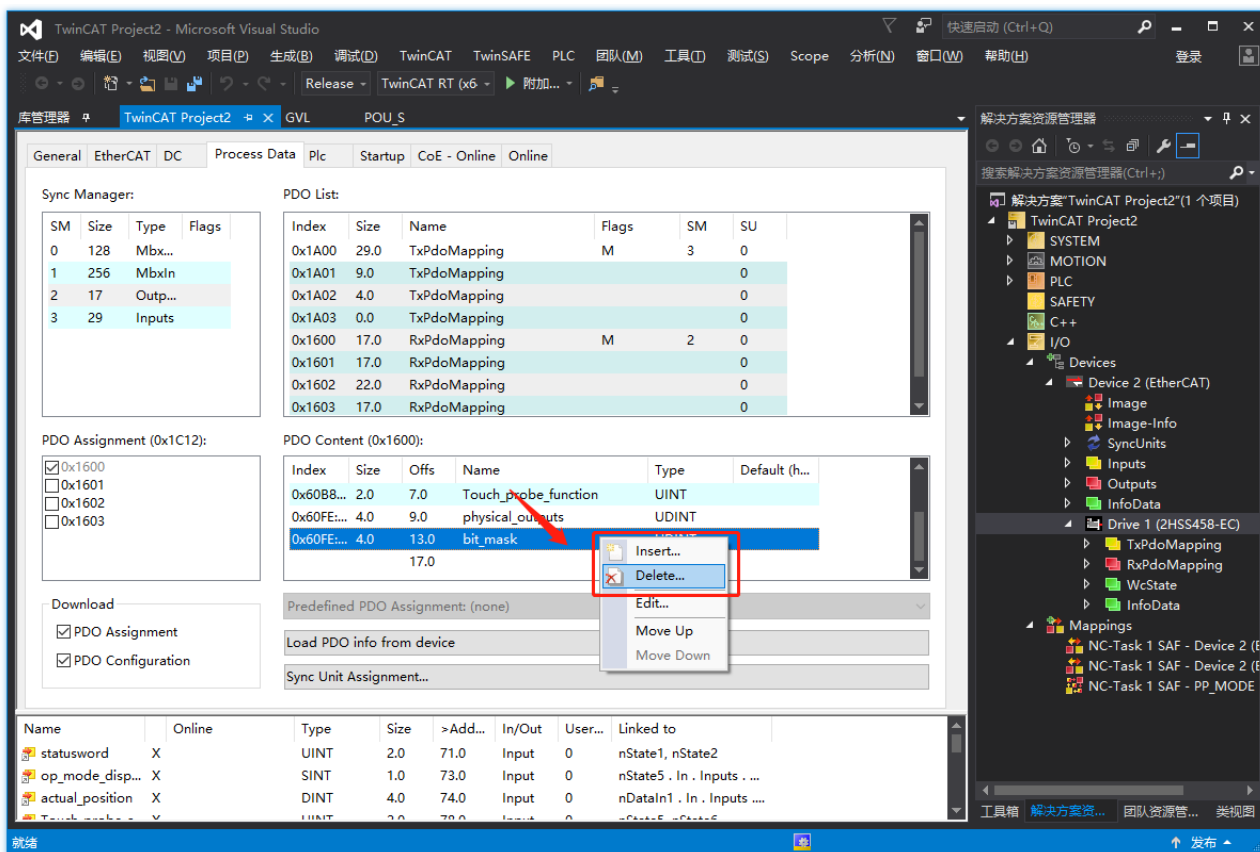 TwinCAT Project2 - Microsoft Visual Studio 快速启动 (Ctrl+Q)
文件(F) 编辑(E) 视图(V) 项目(P) 生成(B) 调试(D) TwinCAT TwinSAFE PLC 团队(M) 工具(T) 测试(S) Scope 分析(N) 窗口(W) 帮助(H) 登录
Release TwinCAT RT (x6 附加...
库管理器 TwinCAT Project2 GVL POU_S
General EtherCAT DC Process Data Plc Startup CoE - Online Online
Sync Manager:
SM Size Type Flags
0 128 Mbx...
1 256 MbxIn
2 17 Outp...
3 29 Inputs
PDO List:
Index Size Name Flags SM SU
0x1A00 29.0 TxPdoMapping M 3 0
0x1A01 9.0 TxPdoMapping 0
0x1A02 4.0 TxPdoMapping 0
0x1A03 0.0 TxPdoMapping 0
0x1600 17.0 RxPdoMapping M 2 0
0x1601 17.0 RxPdoMapping 0
0x1602 22.0 RxPdoMapping 0
0x1603 17.0 RxPdoMapping 0
PDO Assignment (0x1C12):
0x1600
0x1601
0x1602
0x1603
PDO Content (0x1600):
Index Size Offs Name Type Default (h...
0x60B8... 2.0 7.0 Touch_probe_function UINT
0x60FE:... 4.0 9.0 physical_outputs UDINT
0x60FE:... 4.0 13.0 bit_mask
17.0
Insert...
Delete...
Edit...
Move Up
Move Down
Download
PDO Assignment
PDO Configuration
Predefined PDO Assignment: (none)
Load PDO info from device
Sync Unit Assignment...
Name Online Type Size >Add... In/Out User... Linked to
statusword X UINT 2.0 71.0 Input 0 nState1, nState2
op_mode_disp... X SINT 1.0 73.0 Input 0 nState5 . In . Inputs . ...
actual_position X DINT 4.0 74.0 Input 0 nDataIn1 . In . Inputs ....
解决方案资源管理器
搜索解决方案资源管理器(Ctrl+;)
解决方案"TwinCAT Project2"(1 个项目)
TwinCAT Project2
SYSTEM
MOTION
PLC
SAFETY
C++
I/O
Devices
Device 2 (EtherCAT)
Image
Image-Info
SyncUnits
Inputs
Outputs
InfoData
Drive 1 (2HSS458-EC)
TxPdoMapping
RxPdoMapping
WcState
InfoData
Mappings
NC-Task 1 SAF - Device 2 (E
NC-Task 1 SAF - Device 2 (E
NC-Task 1 SAF - PP_MODE
工具箱 解决方案资... 团队资源管... 类视图
就绪 发布